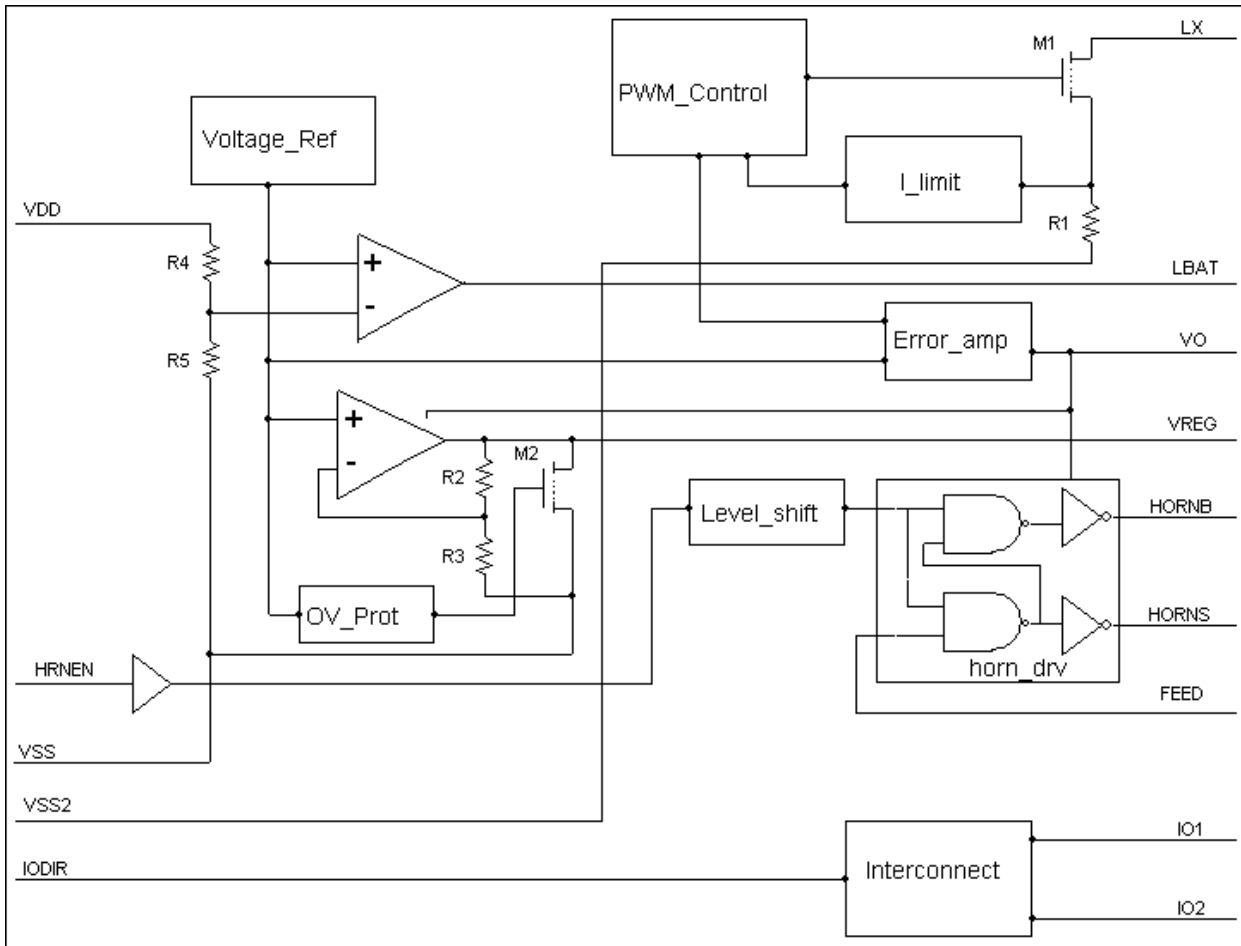 LX
M1
PWM_Control
Voltage_Ref
I_limit
VDD
R1
R4
+
LBAT
-
R5
Error_amp
VO
+
VREG
M2
-
R2
Level_shift
HORNB
R3
OV_Prot
HORNS
HRNEN
horn_drv
FEED
VSS
VSS2
IO1
IODIR
Interconnect
IO2